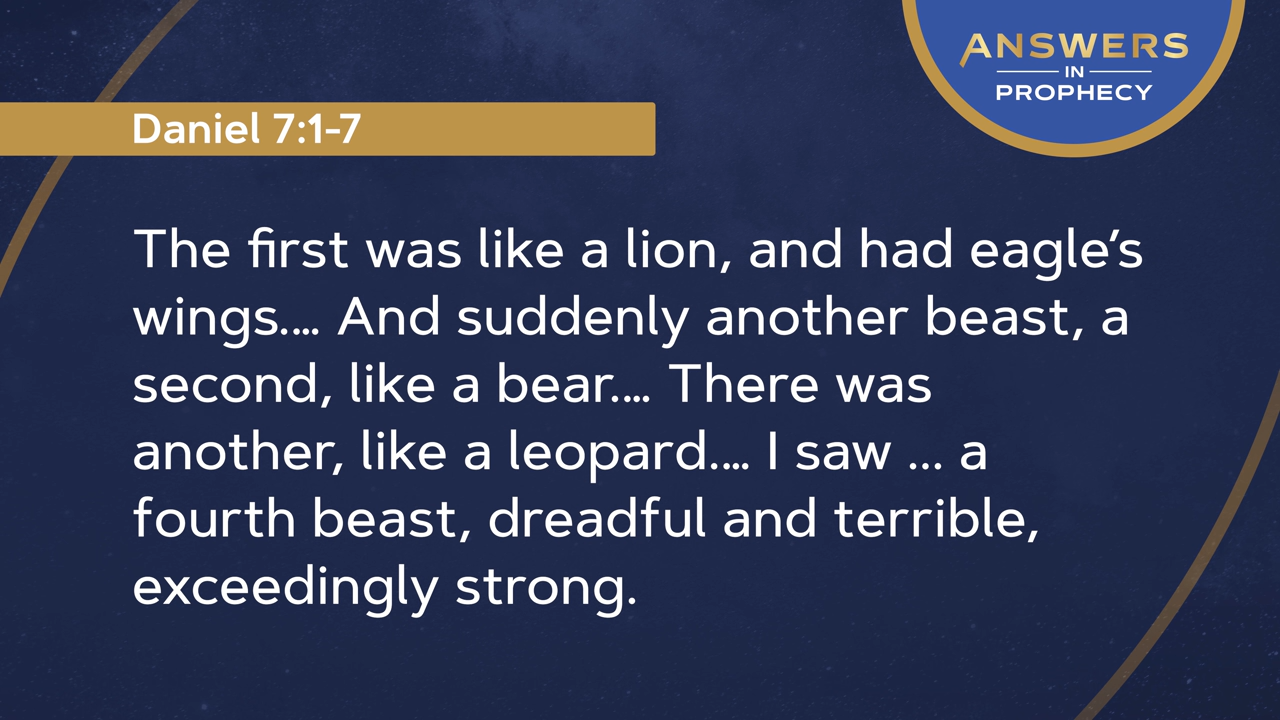 ANSWERS
IN
PROPHECY
Daniel 7:1-7
The first was like a lion, and had eagle’s
wings.... And suddenly another beast, a
second, like a bear.... There was
another, like a leopard.... I saw ... a
fourth beast, dreadful and terrible,
exceedingly strong.